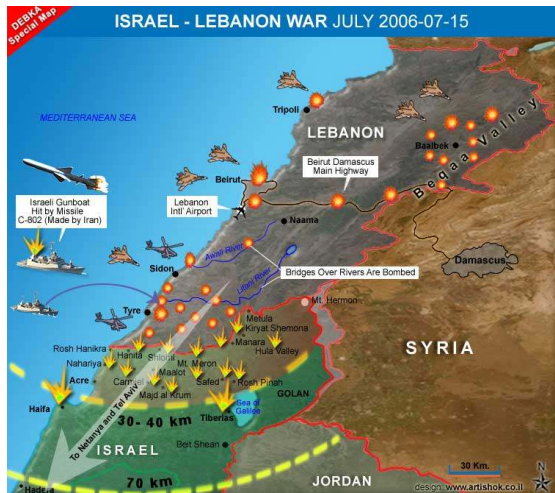 DEBKA
Special Map
ISRAEL - LEBANON WAR JULY 2006-07-15
MEDITERRANEAN SEA
Tripoli
LEBANON
Baalbek
Beqaa Valley
Beirut
Beirut Damascus
Main Highway
Israeli Gunboat
Hit by Missile
C-802 (Made by Iran)
Lebanon
Intl' Airport
Naama
Awali River
Sidon
Litani River
Bridges Over Rivers Are Bombed
Damascus
Tyre
Mt. Hermon
Metula
Kiryat Shemona
Rosh Hanikra
Hanita
Shlomi
Manara
Hula Valley
SYRIA
Nahariya
Mt. Meron
Maalot
Acre
Carmiel
Safed
Rosh Pinah
Majd al Krum
GOLAN
Haifa
To Netanya and Tel Aviv
30- 40 km
Tiberias
Sea of
Galilee
ISRAEL
Beit Shean
70 km
Hadera
JORDAN
30 Km.
N
design: www.artishok.co.il